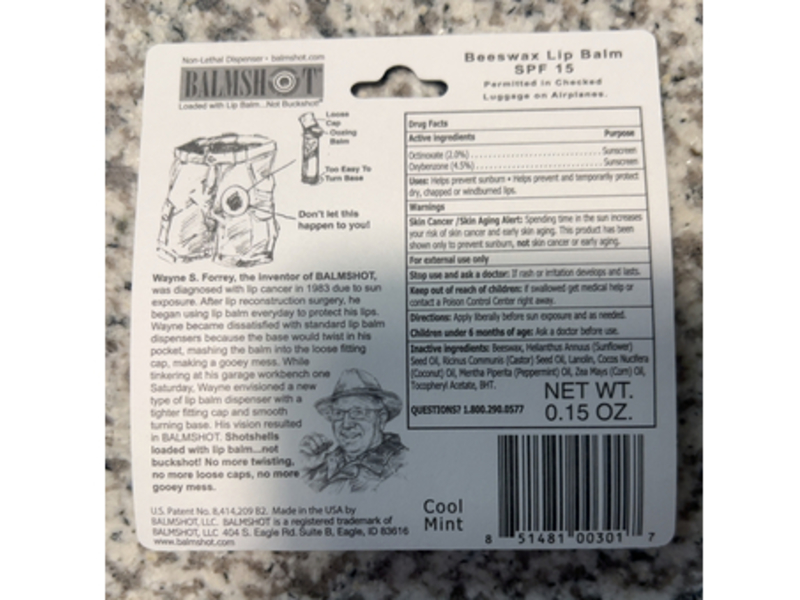 Non-Lethal Dispenser • balmshot.com
BALMSHOT
Loaded with Lip Balm...Not Buckshot!
Loose
Cap
Oozing
Balm
Too Easy To
Turn Base
Don't let this
happen to you!
Wayne S. Forrey, the inventor of BALMSHOT,
was diagnosed with lip cancer in 1983 due to sun
exposure. After lip reconstruction surgery, he
began using lip balm everyday to protect his lips.
Wayne became dissatisfied with standard lip balm
dispensers because the base would twist in his
pocket, mashing the balm into the loose fitting
cap, making a gooey mess. While
tinkering at his garage workbench one
Saturday, Wayne envisioned a new
type of lip balm dispenser with a
tighter fitting cap and smooth
turning base. His vision resulted
in BALMSHOT. Shotshells
loaded with lip balm...not
buckshot! No more twisting,
no more loose caps, no more
gooey mess.
U.S. Patent No. 8,414,209 B2. Made in the USA by
BALMSHOT, LLC. BALMSHOT is a registered trademark of
BALMSHOT, LLC 404 S. Eagle Rd. Suite B, Eagle, ID 83616
www.balmshot.com
Beeswax Lip Balm
SPF 15
Permitted in Checked
Luggage on Airplanes.
Drug Facts
Active ingredients Purpose
Octinoxate (2.0%) Sunscreen
Oxybenzone (4.5%) Sunscreen
Uses: Helps prevent sunburn • Helps prevent and temporarily protect
dry, chapped or windburned lips.
Warnings
Skin Cancer /Skin Aging Alert: Spending time in the sun increases
your risk of skin cancer and early skin aging. This product has been
shown only to prevent sunburn, not skin cancer or early aging.
For external use only
Stop use and ask a doctor: If rash or irritation develops and lasts.
Keep out of reach of children: If swallowed get medical help or
contact a Poison Control Center right away.
Directions: Apply liberally before sun exposure and as needed.
Children under 6 months of age: Ask a doctor before use.
Inactive ingredients: Beeswax, Helianthus Annuus (Sunflower)
Seed Oil, Ricinus Communis (Castor) Seed Oil, Lanolin, Cocos Nucifera
(Coconut) Oil, Mentha Piperita (Peppermint) Oil, Zea Mays (Corn) Oil,
Tocopheryl Acetate, BHT.
QUESTIONS? 1.800.290.0577
NET WT.
0.15 OZ.
Cool
Mint
8 51481 00301 7